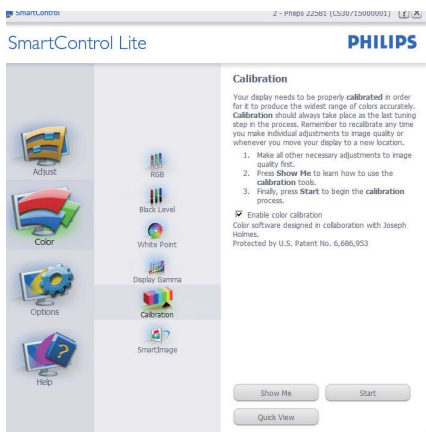 SmartControl
2 - Philips 225B1 (CS30715000001)
SmartControl Lite
PHILIPS
Adjust
Color
Options
Help
RGB
Black Level
White Point
Display Gamma
Calibration
SmartImage
Calibration
Your display needs to be properly calibrated in order
for it to produce the widest range of colors accurately.
Calibration should always take place as the last tuning
step in the process. Remember to recalibrate any time
you make individual adjustments to image quality or
whenever you move your display to a new location.
1. Make all other necessary adjustments to image
quality first.
2. Press Show Me to learn how to use the
calibration tools.
3. Finally, press Start to begin the calibration
process.
Enable color calibration
Color software designed in collaboration with Joseph
Holmes.
Protected by U.S. Patent No. 6,686,953
Show Me
Start
Quick View